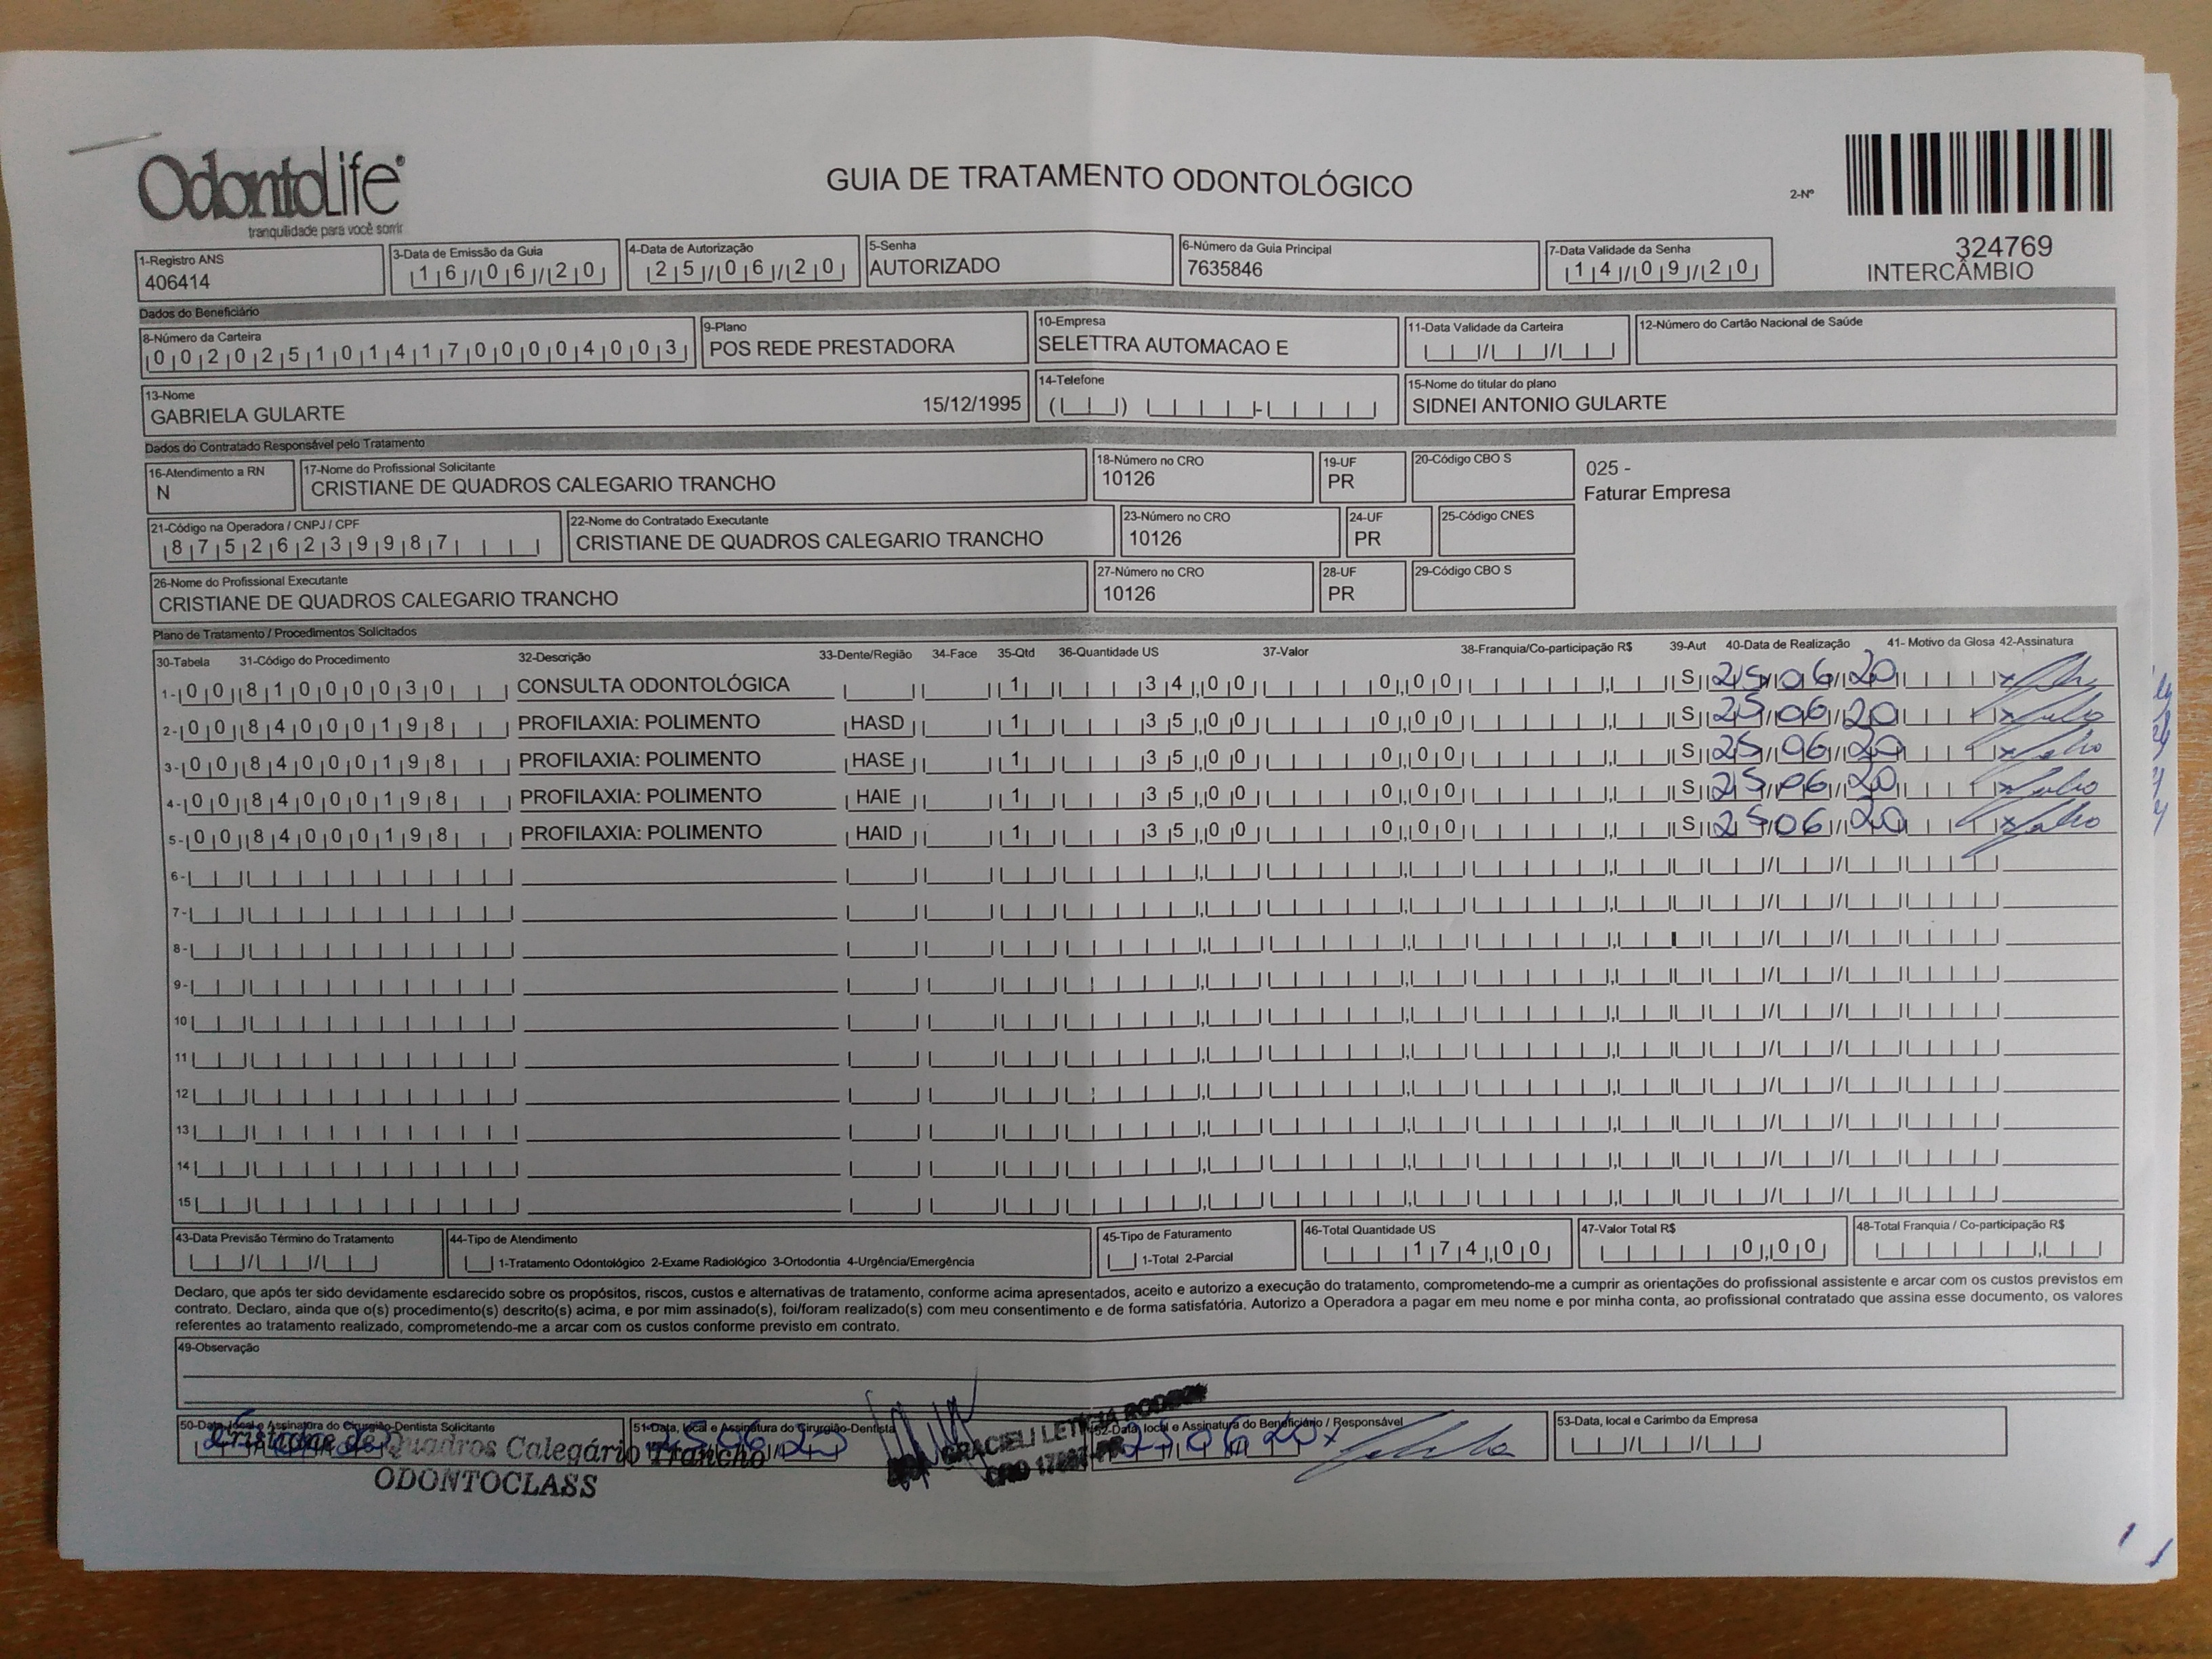 OdontoLife®
tranquilidade para você sorrir
GUIA DE TRATAMENTO ODONTOLÓGICO
2-Nº
324769
INTERCÂMBIO
1-Registro ANS
406414
3-Data de Emissão da Guia
16/06/20
4-Data de Autorização
25/06/20
5-Senha
AUTORIZADO
6-Número da Guia Principal
7635846
7-Data Validade da Senha
14/09/20
Dados do Beneficiário
8-Número da Carteira
00202510141700004003
9-Plano
POS REDE PRESTADORA
10-Empresa
SELETTRA AUTOMACAO E
11-Data Validade da Carteira
12-Número do Cartão Nacional de Saúde
13-Nome
GABRIELA GULARTE 15/12/1995
14-Telefone
15-Nome do titular do plano
SIDNEI ANTONIO GULARTE
Dados do Contratado Responsável pelo Tratamento
16-Atendimento a RN
N
17-Nome do Profissional Solicitante
CRISTIANE DE QUADROS CALEGARIO TRANCHO
18-Número no CRO
10126
19-UF
PR
20-Código CBO S
025 -
Faturar Empresa
21-Código na Operadora / CNPJ / CPF
87526239987
22-Nome do Contratado Executante
CRISTIANE DE QUADROS CALEGARIO TRANCHO
23-Número no CRO
10126
24-UF
PR
25-Código CNES
26-Nome do Profissional Executante
CRISTIANE DE QUADROS CALEGARIO TRANCHO
27-Número no CRO
10126
28-UF
PR
29-Código CBO S
Plano de Tratamento / Procedimentos Solicitados
30-Tabela 31-Código do Procedimento 32-Descrição 33-Dente/Região 34-Face 35-Qtd 36-Quantidade US 37-Valor 38-Franquia/Co-participação R$ 39-Aut 40-Data de Realização 41- Motivo da Glosa 42-Assinatura
1- 00 81000030 CONSULTA ODONTOLÓGICA 1 34,00 0,00 S 25/06/20 x
2- 00 84000198 PROFILAXIA: POLIMENTO HASD 1 35,00 0,00 S 25/06/20 x
3- 00 84000198 PROFILAXIA: POLIMENTO HASE 1 35,00 0,00 S 25/06/20 x
4- 00 84000198 PROFILAXIA: POLIMENTO HAIE 1 35,00 0,00 S 25/06/20 x
5- 00 84000198 PROFILAXIA: POLIMENTO HAID 1 35,00 0,00 S 25/06/20 x
6-
7-
8-
9-
10
11
12
13
14
15
43-Data Previsão Término do Tratamento
44-Tipo de Atendimento
1-Tratamento Odontológico 2-Exame Radiológico 3-Ortodontia 4-Urgência/Emergência
45-Tipo de Faturamento
1-Total 2-Parcial
46-Total Quantidade US
174,00
47-Valor Total R$
0,00
48-Total Franquia / Co-participação R$
Declaro, que após ter sido devidamente esclarecido sobre os propósitos, riscos, custos e alternativas de tratamento, conforme acima apresentados, aceito e autorizo a execução do tratamento, comprometendo-me a cumprir as orientações do profissional assistente e arcar com os custos previstos em
contrato. Declaro, ainda que o(s) procedimento(s) descrito(s) acima, e por mim assinado(s), foi/foram realizado(s) com meu consentimento e de forma satisfatória. Autorizo a Operadora a pagar em meu nome e por minha conta, ao profissional contratado que assina esse documento, os valores
referentes ao tratamento realizado, comprometendo-me a arcar com os custos conforme previsto em contrato.
49-Observação
50-Data, local e Assinatura do Cirurgião-Dentista Solicitante
Cristiane de Quadros Calegário Trancho
ODONTOCLASS
51-Data, local e Assinatura do Cirurgião-Dentista
25 06 20
DRA GRACIELI LETICIA
CRO
52-Data, local e Assinatura do Beneficiário / Responsável
25 06 20 x
53-Data, local e Carimbo da Empresa